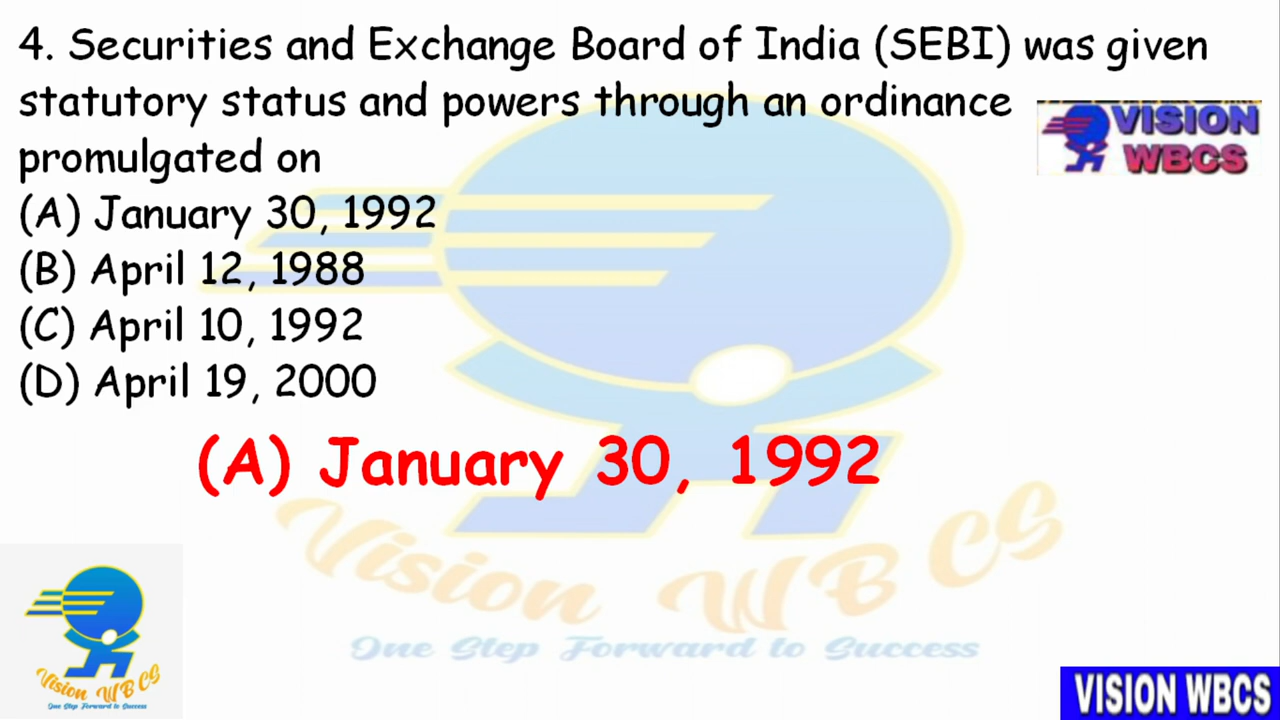 4. Securities and Exchange Board of India (SEBI) was given
statutory status and powers through an ordinance
promulgated on
VISION
WBCS
(A) January 30, 1992
(B) April 12, 1988
(C) April 10, 1992
(D) April 19, 2000
(A) January 30, 1992
Vision WBCS
One Step Forward to Success
Vision WBCS
One Step Forward to Success
VISION WBCS